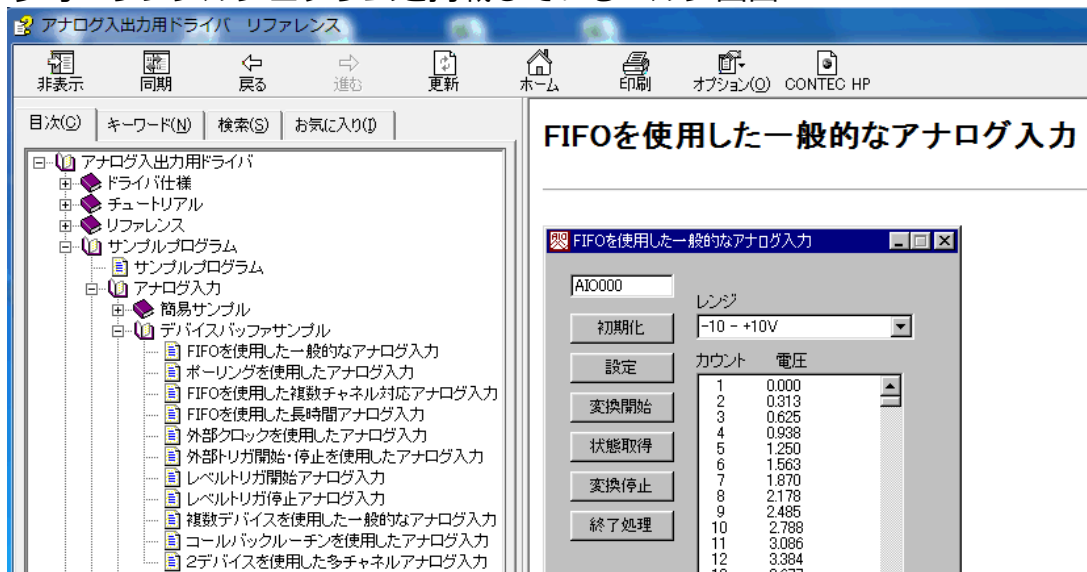 アナログ入出力用ドライバ リファレンス
非表示 同期 戻る 進む 更新 ホーム 印刷 オプション(O) CONTEC HP
目次(C) キーワード(N) 検索(S) お気に入り(I)
アナログ入出力用ドライバ
ドライバ仕様
チュートリアル
リファレンス
サンプルプログラム
サンプルプログラム
アナログ入力
簡易サンプル
デバイスバッファサンプル
FIFOを使用した一般的なアナログ入力
ポーリングを使用したアナログ入力
FIFOを使用した複数チャネル対応アナログ入力
FIFOを使用した長時間アナログ入力
外部クロックを使用したアナログ入力
外部トリガ開始・停止を使用したアナログ入力
レベルトリガ開始アナログ入力
レベルトリガ停止アナログ入力
複数デバイスを使用した一般的なアナログ入力
コールバックルーチンを使用したアナログ入力
2デバイスを使用した多チャネルアナログ入力
FIFOを使用した一般的なアナログ入力
FIFOを使用した一般的なアナログ入力
AIO000
初期化
設定
変換開始
状態取得
変換停止
終了処理
レンジ
-10 - +10V
カウント 電圧
1 0.000
2 0.313
3 0.625
4 0.938
5 1.250
6 1.563
7 1.870
8 2.178
9 2.485
10 2.788
11 3.086
12 3.384